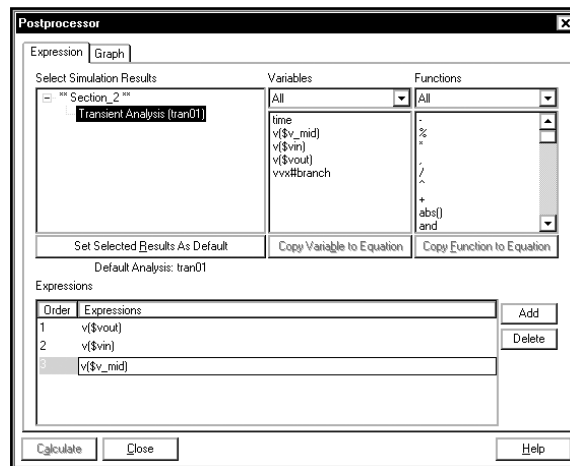 Postprocessor
Expression Graph
Select Simulation Results Variables Functions
** Section_2 **
Transient Analysis (tran01)
All
time
v($v_mid)
v($vin)
v($vout)
vvx#branch
All
-
%
*
,
/
^
+
abs()
and
Set Selected Results As Default Copy Variable to Equation Copy Function to Equation
Default Analysis: tran01
Expressions
Order Expressions
1 v($vout)
2 v($vin)
3 v($v_mid)
Add
Delete
Calculate Close Help